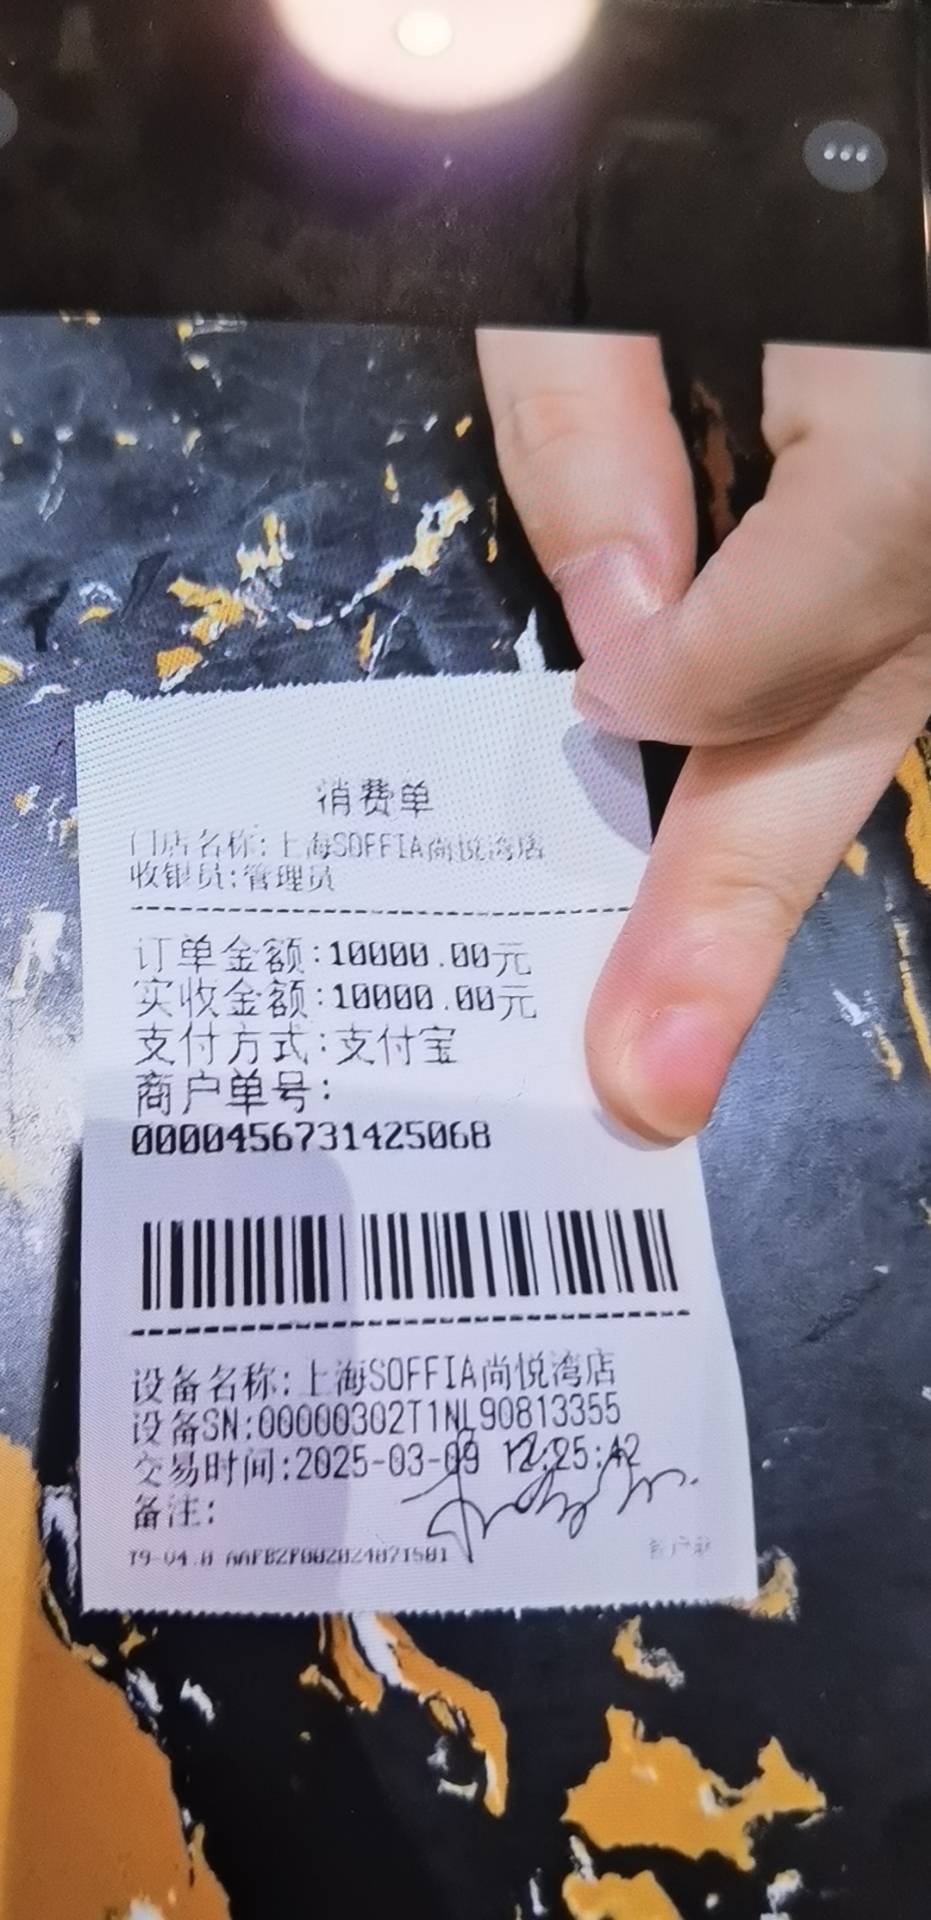 消费单
门店名称:上海SOFFIA尚悦湾店
收银员:管理员
订单金额:10000.00元
实收金额:10000.00元
支付方式:支付宝
商户单号:
0000456731425068
设备名称:上海SOFFIA尚悦湾店
设备SN:00000302T1NL90813355
交易时间:2025-03-09 12:25:42
备注:
T9-V4.0